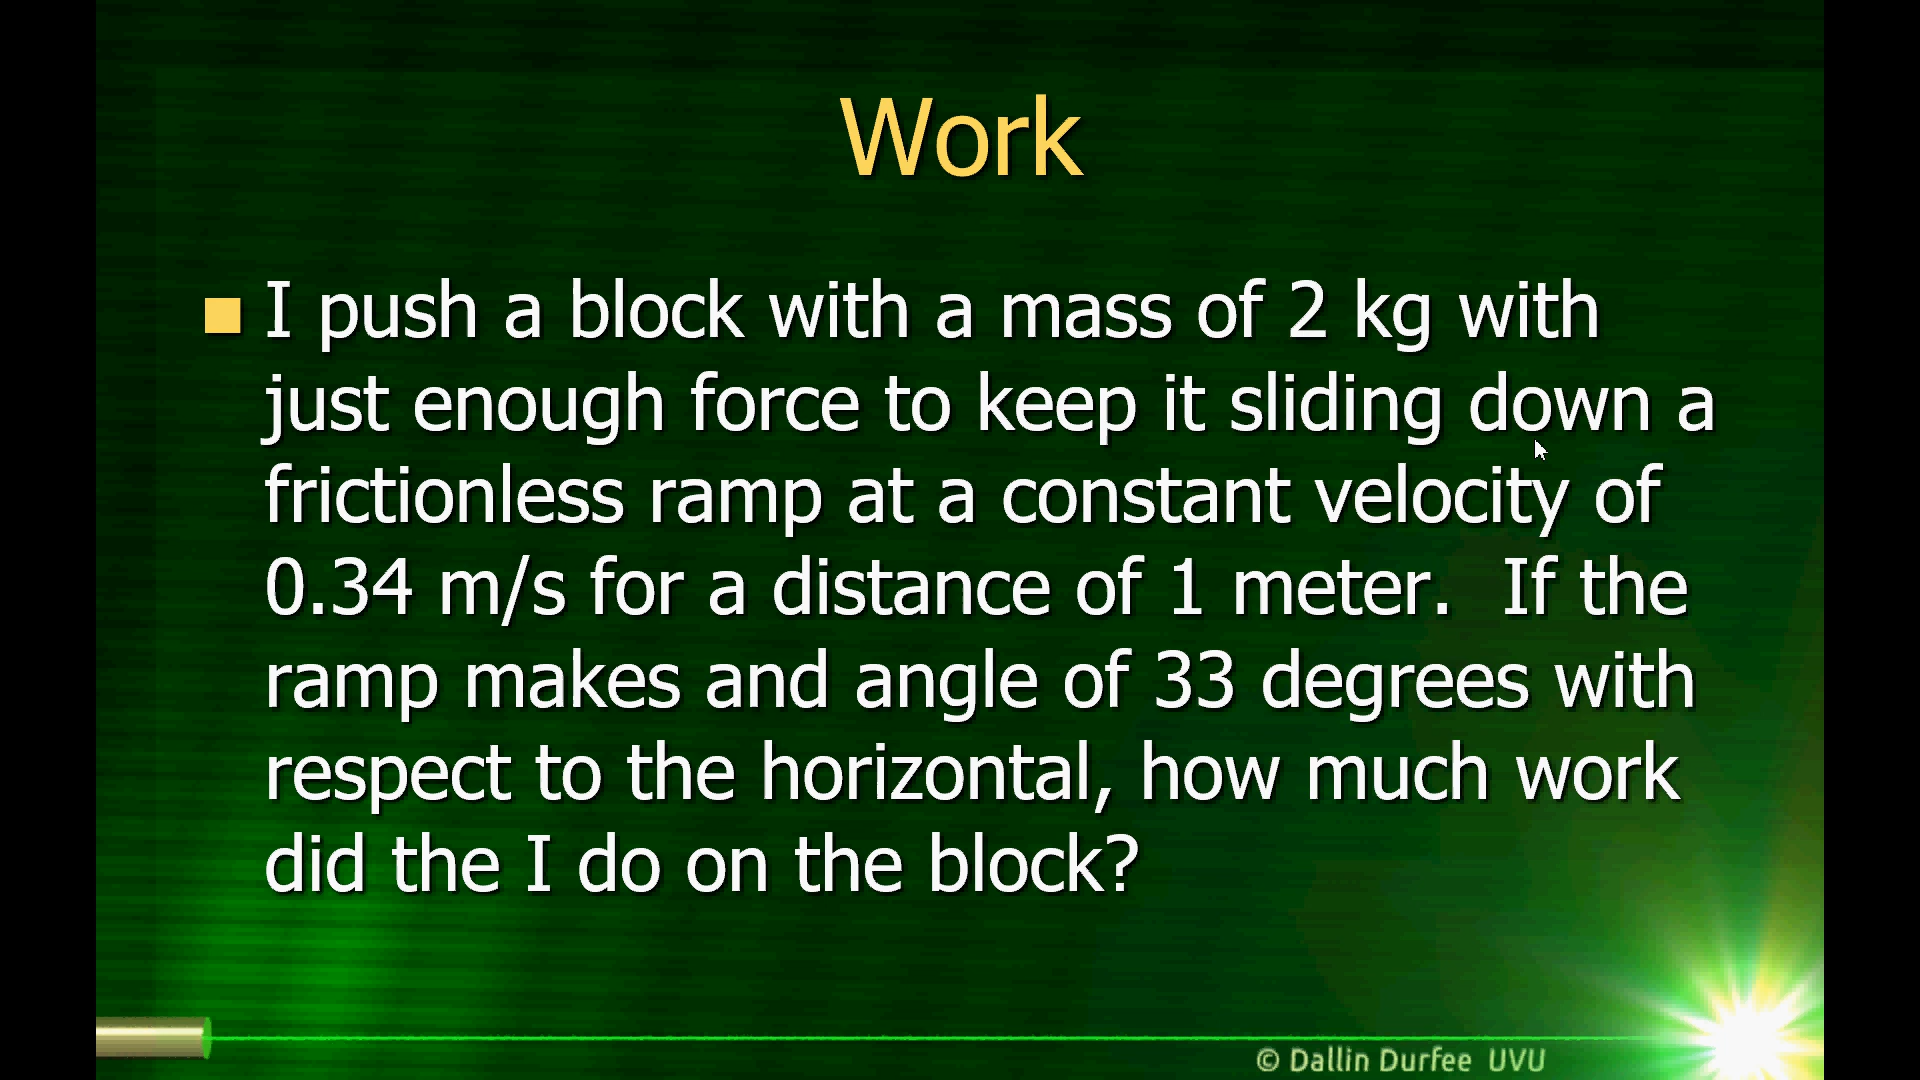 Work
I push a block with a mass of 2 kg with
just enough force to keep it sliding down a
frictionless ramp at a constant velocity of
0.34 m/s for a distance of 1 meter.  If the
ramp makes and angle of 33 degrees with
respect to the horizontal, how much work
did the I do on the block?
© Dallin Durfee UVU